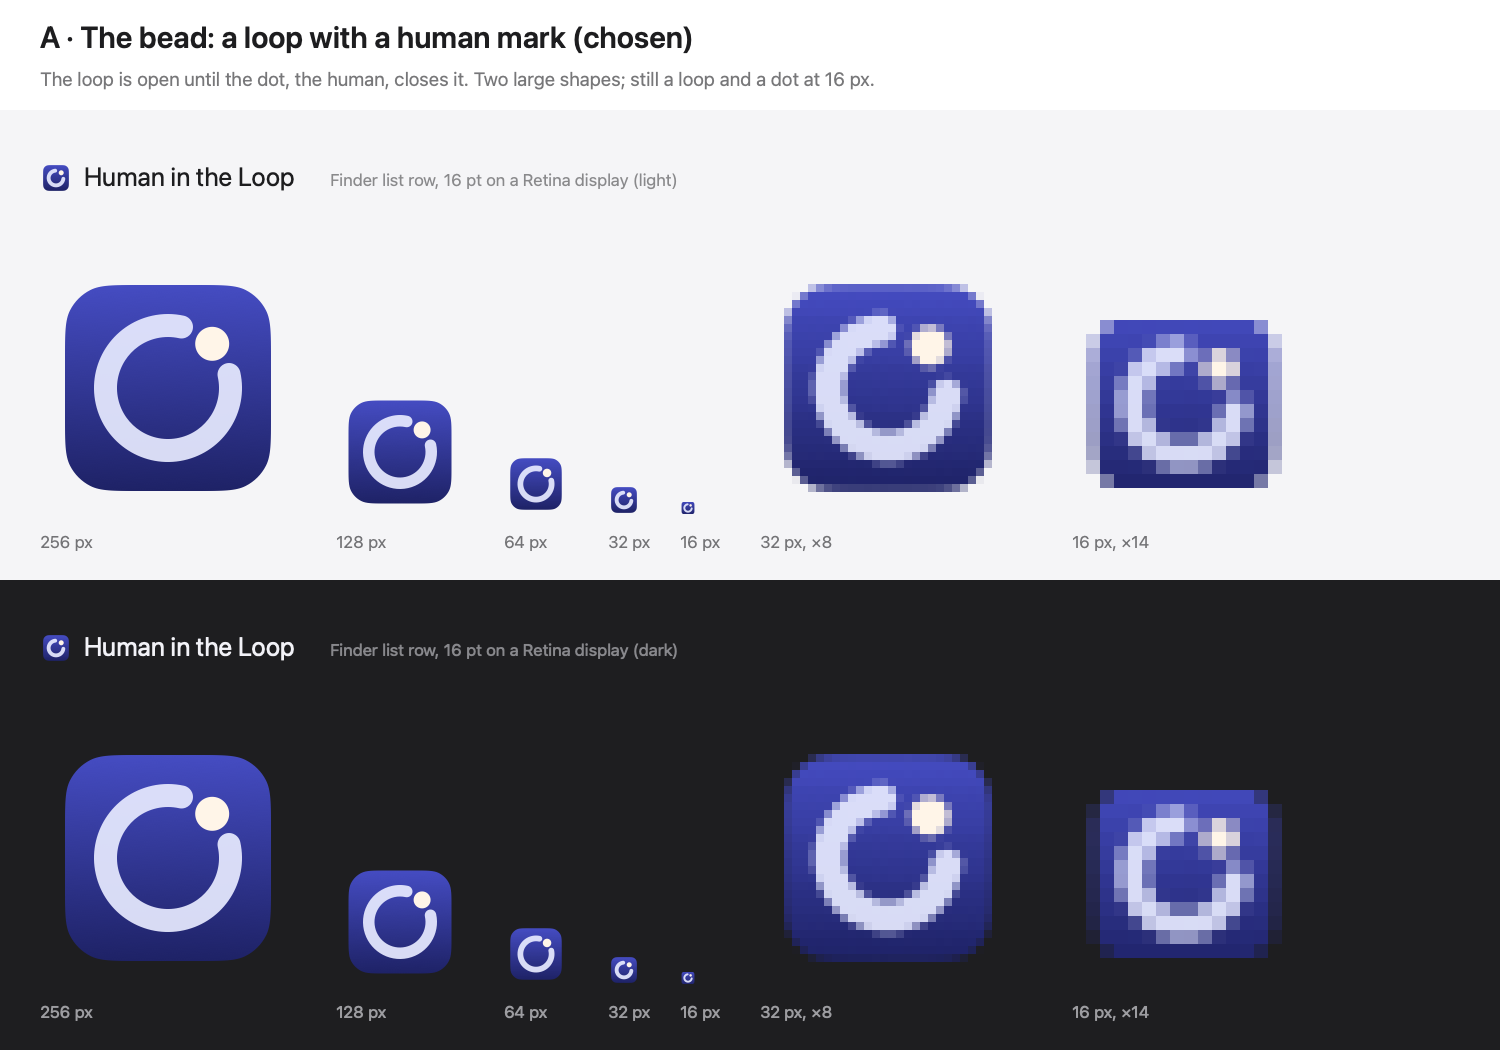 A · The bead: a loop with a human mark (chosen)
The loop is open until the dot, the human, closes it. Two large shapes; still a loop and a dot at 16 px.
Human in the Loop
Finder list row, 16 pt on a Retina display (light)
256 px
128 px
64 px
32 px
16 px
32 px, ×8
16 px, ×14
Human in the Loop
Finder list row, 16 pt on a Retina display (dark)
256 px
128 px
64 px
32 px
16 px
32 px, ×8
16 px, ×14